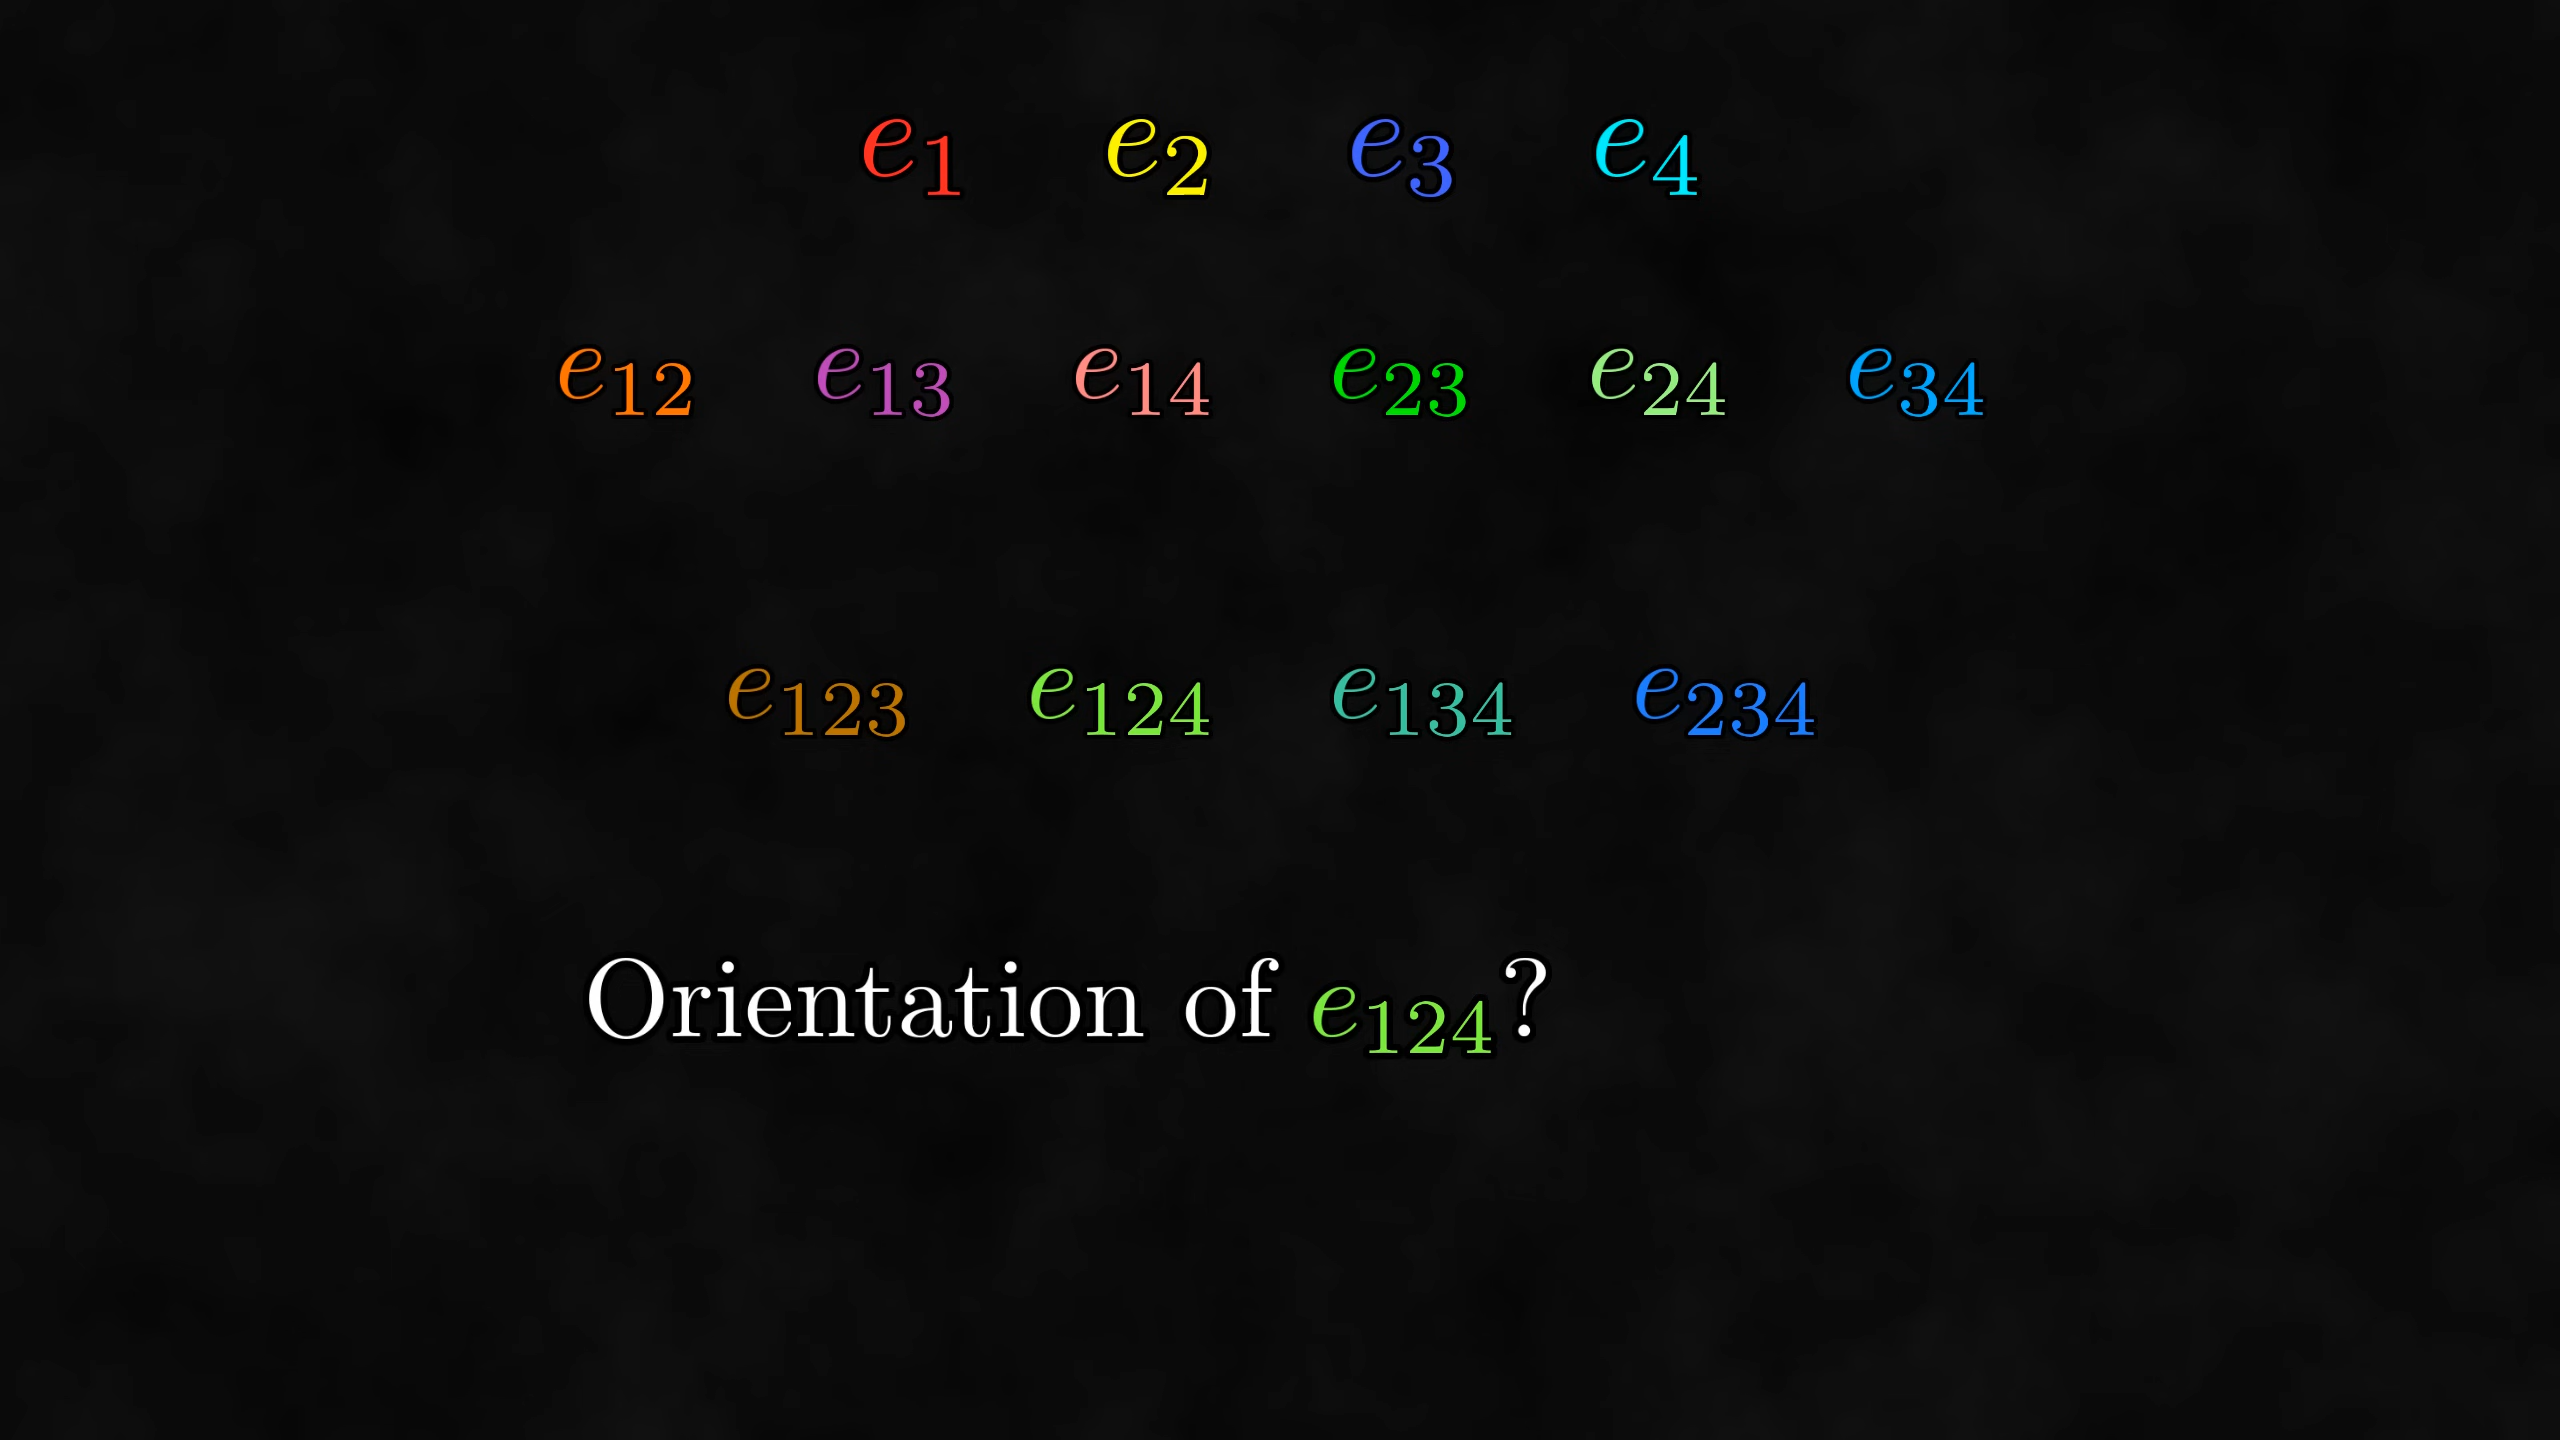 e₁ e₂ e₃ e₄
e₁₂ e₁₃ e₁₄ e₂₃ e₂₄ e₃₄
e₁₂₃ e₁₂₄ e₁₃₄ e₂₃₄
Orientation of e₁₂₄?